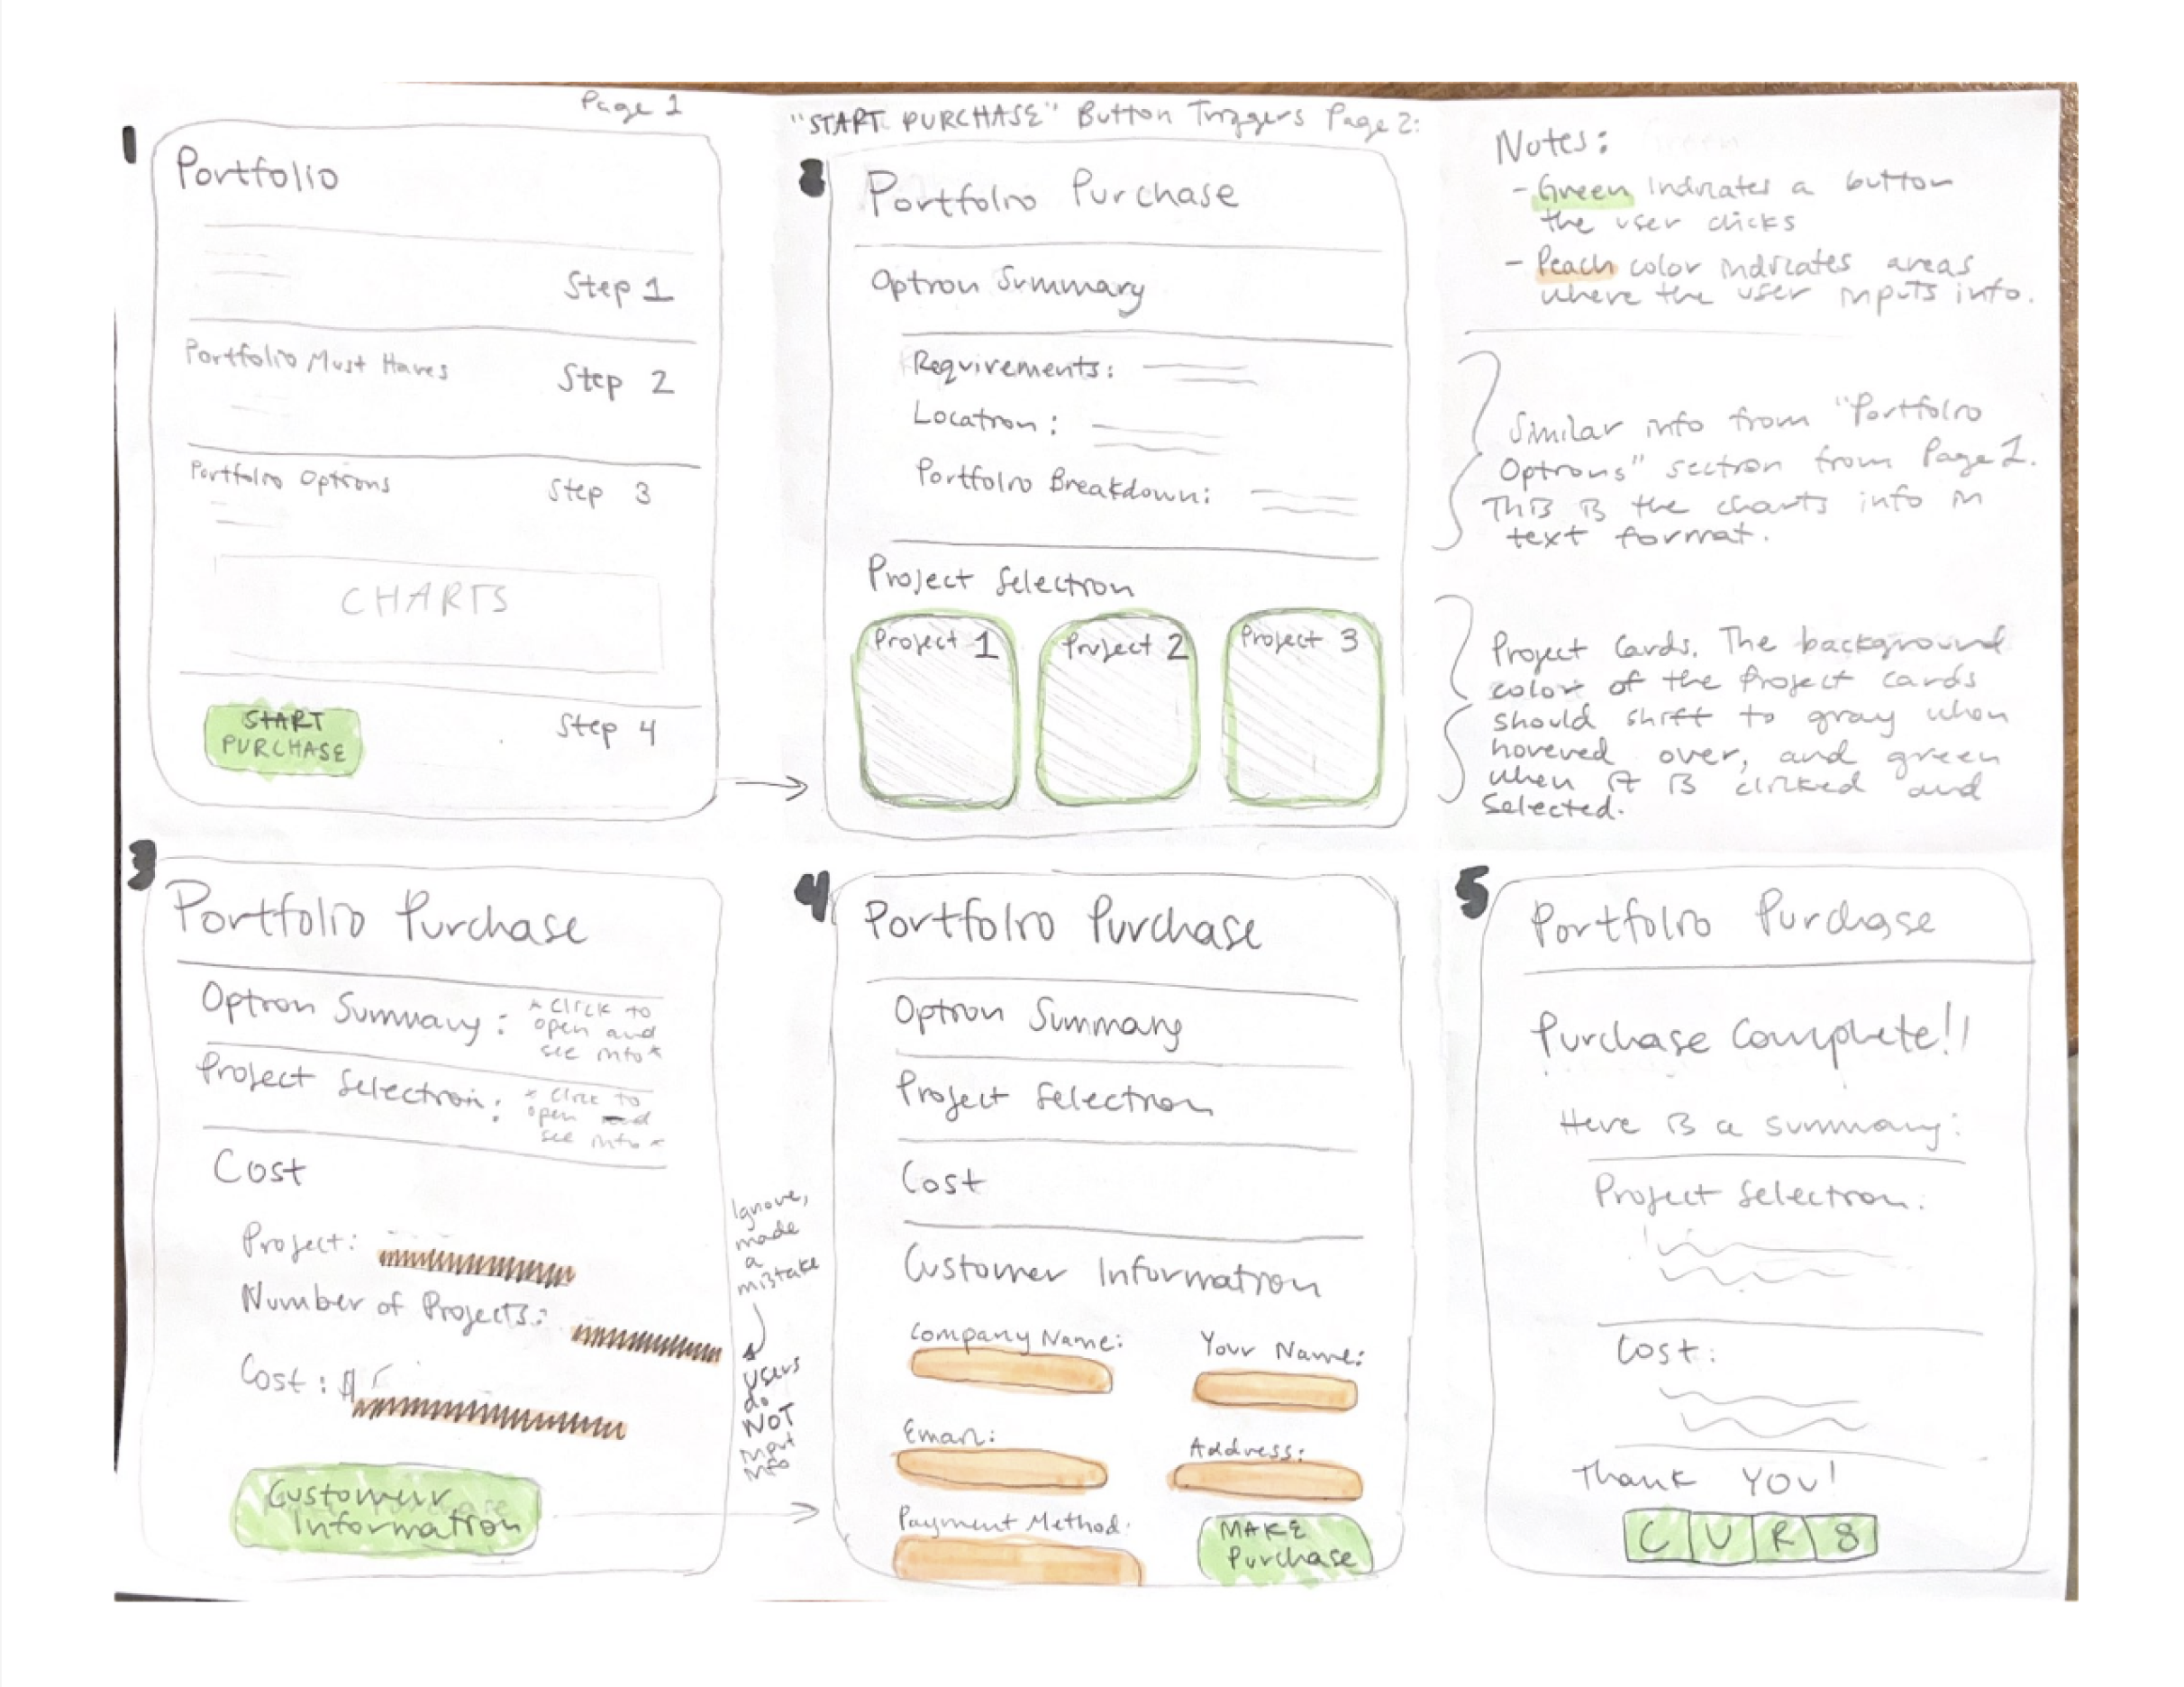 Page 1
1
Portfolio
Step 1
Portfolio Must Haves
Step 2
Portfolio Options
Step 3
CHARTS
START
PURCHASE
Step 4
"START PURCHASE" Button Triggers Page 2:
2
Portfolio Purchase
Option Summary
Requirements:
Location:
Portfolio Breakdown:
Project Selection
Project 1
Project 2
Project 3
Notes:
- Green indicates a button
the user clicks
- Peach color indicates areas
where the user inputs info.
Similar info from "Portfolio
Options" section from Page 1.
This is the charts info in
text format.
Project Cards. The background
color of the Project cards
should shift to gray when
hovered over, and green
when it is clicked and
selected.
3
Portfolio Purchase
Option Summary:
* Click to
open and
see info *
Project Selection:
* Click to
open and
see info *
Cost
Project:
Number of Projects:
Cost: $
Customer
Information
Ignore,
made
a
mistake
users
do
NOT
input
info
4
Portfolio Purchase
Option Summary
Project Selection
Cost
Customer Information
Company Name:
Your Name:
Email:
Address:
Payment Method:
MAKE
Purchase
5
Portfolio Purchase
Purchase Complete!!
Here is a summary:
Project Selection:
Cost:
Thank YOU!
C U R 8